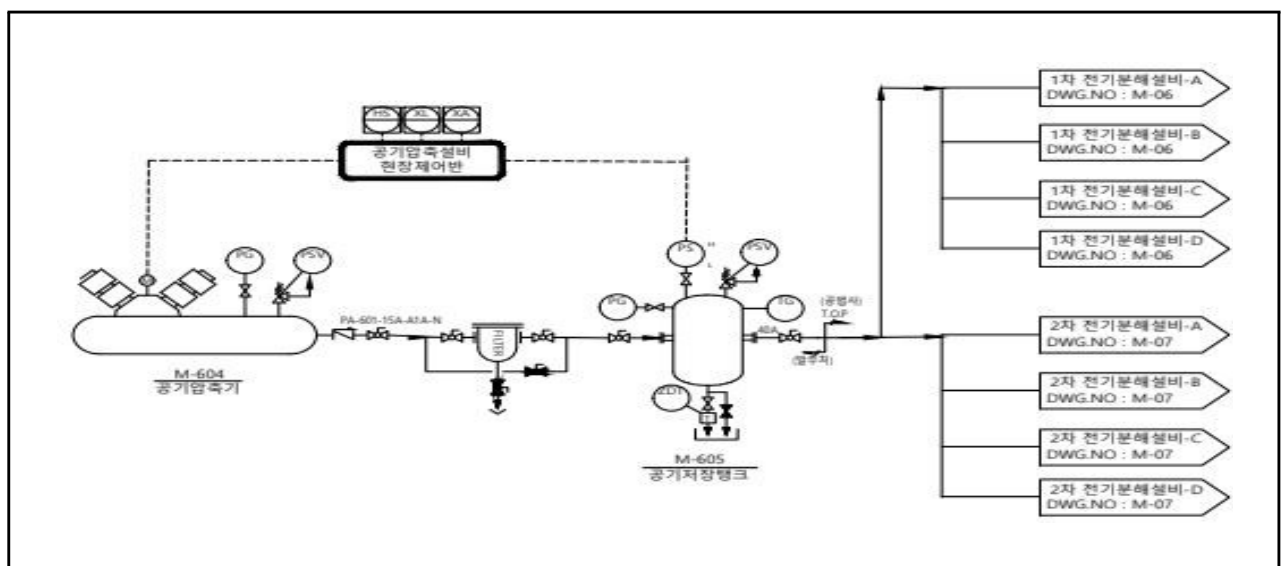 HS XL XA
공기압축설비
현장제어반
PG
PSV
PA-601-15A-A1A-N
M-604
공기압축기
FILTER
PS
H
L
PSV
PG
TG
40A
(공범사)
T.O.P
(발주처)
ZDT
M-605
공기저장탱크
1차 전기분해설비-A
DWG.NO : M-06
1차 전기분해설비-B
DWG.NO : M-06
1차 전기분해설비-C
DWG.NO : M-06
1차 전기분해설비-D
DWG.NO : M-06
2차 전기분해설비-A
DWG.NO : M-07
2차 전기분해설비-B
DWG.NO : M-07
2차 전기분해설비-C
DWG.NO : M-07
2차 전기분해설비-D
DWG.NO : M-07